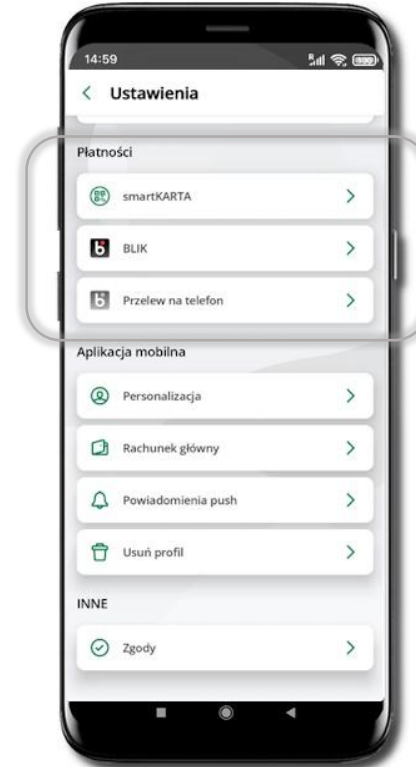 14:59
Ustawienia
Płatności
smartKARTA
BLIK
Przelew na telefon
Aplikacja mobilna
Personalizacja
Rachunek główny
Powiadomienia push
Usuń profil
INNE
Zgody